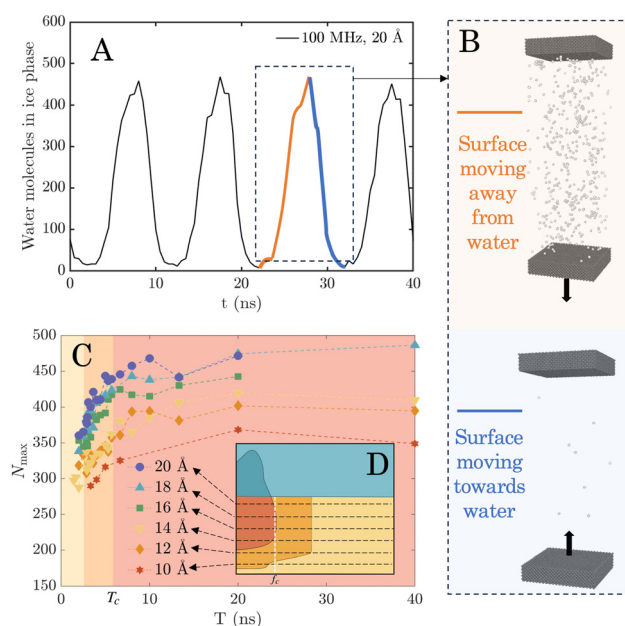 A
100 MHz, 20 Å
Water molecules in ice phase
600
500
400
300
200
100
0
0
10
20
30
40
t (ns)
B
Surface
moving
away
from
water
Surface
moving
towards
water
C
500
450
400
350
300
250
200
150
N_max
20 Å
18 Å
16 Å
14 Å
12 Å
10 Å
D
f_c
0
T_c
10
20
30
40
T (ns)